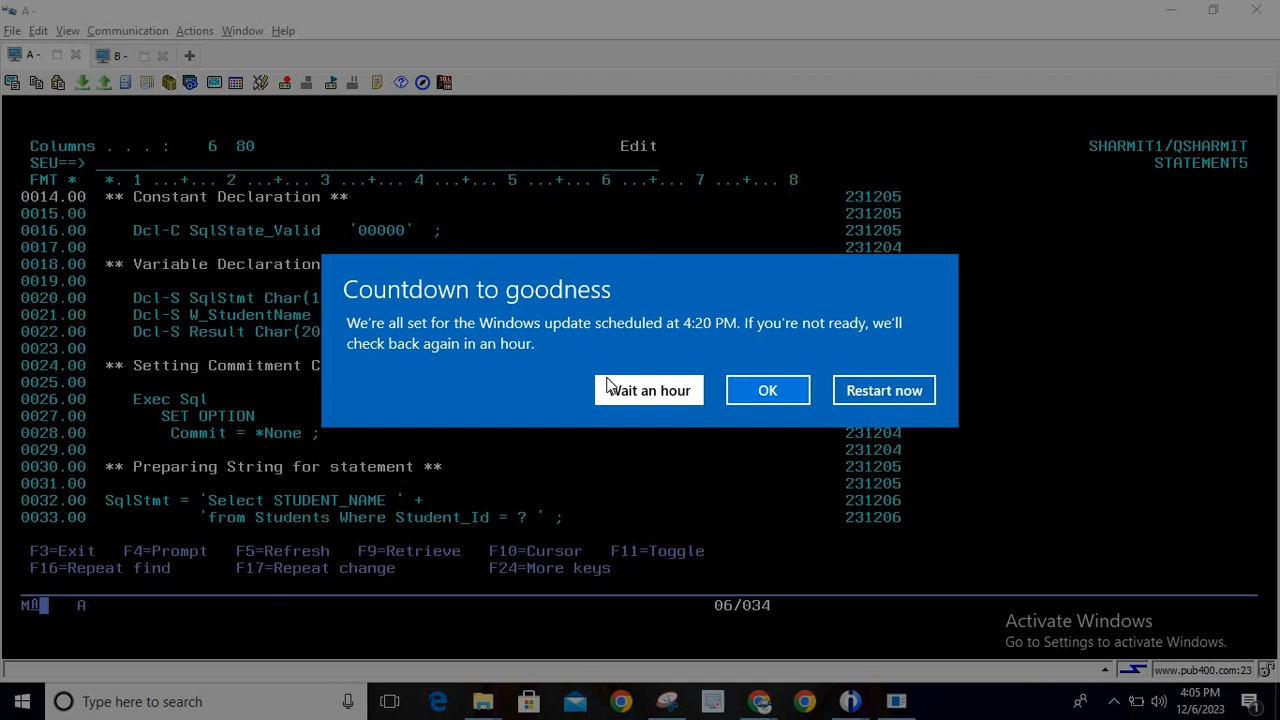 A -
File Edit View Communication Actions Window Help
A - B -
Columns . . . : 6 80 Edit SHARMIT1/QSHARMIT
SEU==> STATEMENT5
FMT * *. 1 ...+... 2 ...+... 3 ...+... 4 ...+... 5 ...+... 6 ...+... 7 ...+... 8
0014.00 ** Constant Declaration ** 231205
0015.00 231205
0016.00 Dcl-C SqlState_Valid '00000' ; 231205
0017.00 231204
0018.00 ** Variable Declaration
0019.00
0020.00 Dcl-S SqlStmt Char(1
0021.00 Dcl-S W_StudentName
0022.00 Dcl-S Result Char(20
0023.00
0024.00 ** Setting Commitment C
0025.00
0026.00 Exec Sql
0027.00 SET OPTION
0028.00 Commit = *None ; 231204
0029.00 231204
0030.00 ** Preparing String for statement ** 231205
0031.00 231205
0032.00 SqlStmt = 'Select STUDENT_NAME ' + 231206
0033.00 'from Students Where Student_Id = ? ' ; 231206
Countdown to goodness
We're all set for the Windows update scheduled at 4:20 PM. If you're not ready, we'll
check back again in an hour.
Wait an hour OK Restart now
F3=Exit F4=Prompt F5=Refresh F9=Retrieve F10=Cursor F11=Toggle
F16=Repeat find F17=Repeat change F24=More keys
A 06/034
Activate Windows
Go to Settings to activate Windows.
www.pub400.com:23
Type here to search
4:05 PM
12/6/2023
1